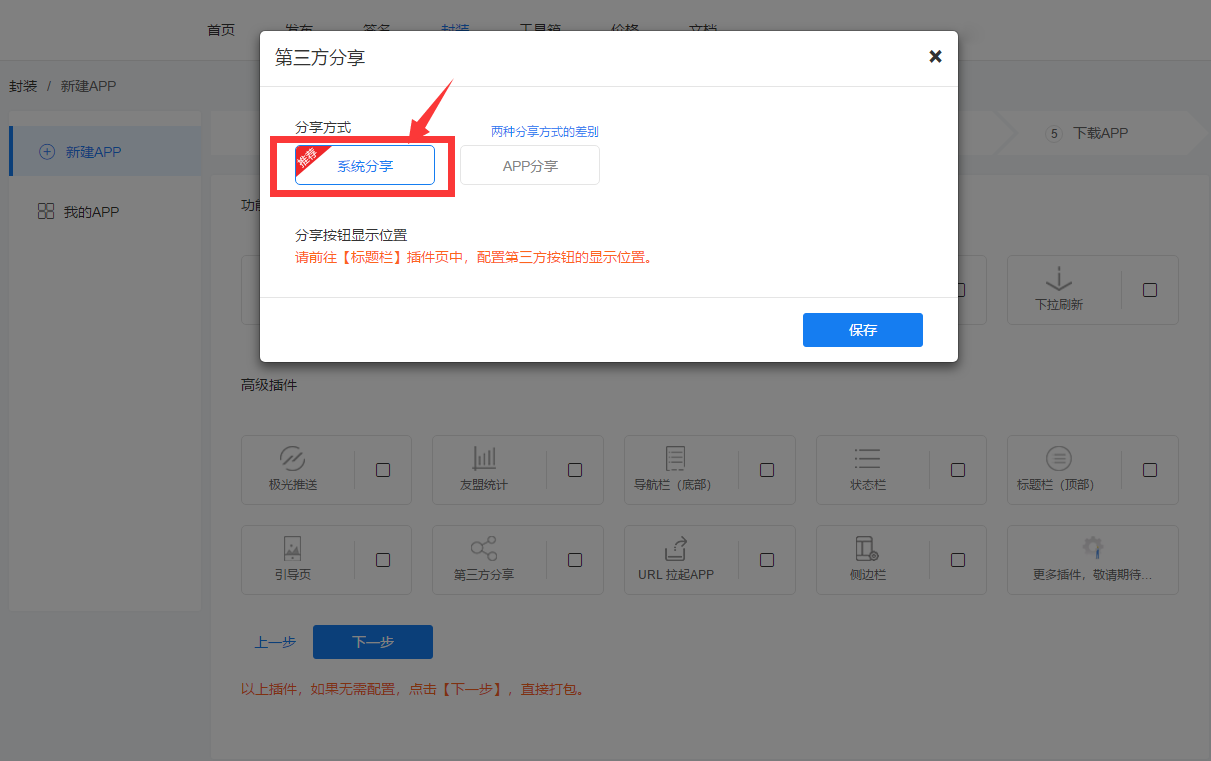 首页 发布 签名 封装 工具箱 价格 文档
第三方分享
封装 / 新建APP
分享方式
两种分享方式的差别
5 下载APP
新建APP
推荐
系统分享
APP分享
我的APP
分享按钮显示位置
请前往【标题栏】插件页中，配置第三方按钮的显示位置。
下拉刷新
保存
高级插件
极光推送 友盟统计 导航栏（底部） 状态栏 标题栏（顶部）
引导页 第三方分享 URL 拉起APP 侧边栏 更多插件，敬请期待...
上一步 下一步
以上插件，如果无需配置，点击【下一步】，直接打包。